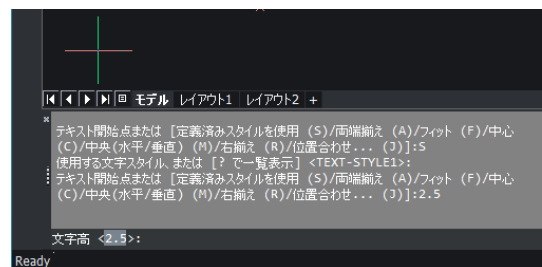 モデル レイアウト1 レイアウト2 +
テキスト開始点または [定義済みスタイルを使用 (S)/両端揃え (A)/フィット (F)/中心
(C)/中央(水平/垂直) (M)/右揃え (R)/位置合わせ... (J)]:S
使用する文字スタイル、または [? で一覧表示] <TEXT-STYLE1>:
テキスト開始点または [定義済みスタイルを使用 (S)/両端揃え (A)/フィット (F)/中心
(C)/中央(水平/垂直) (M)/右揃え (R)/位置合わせ... (J)]:2.5
文字高 <2.5>:
Ready